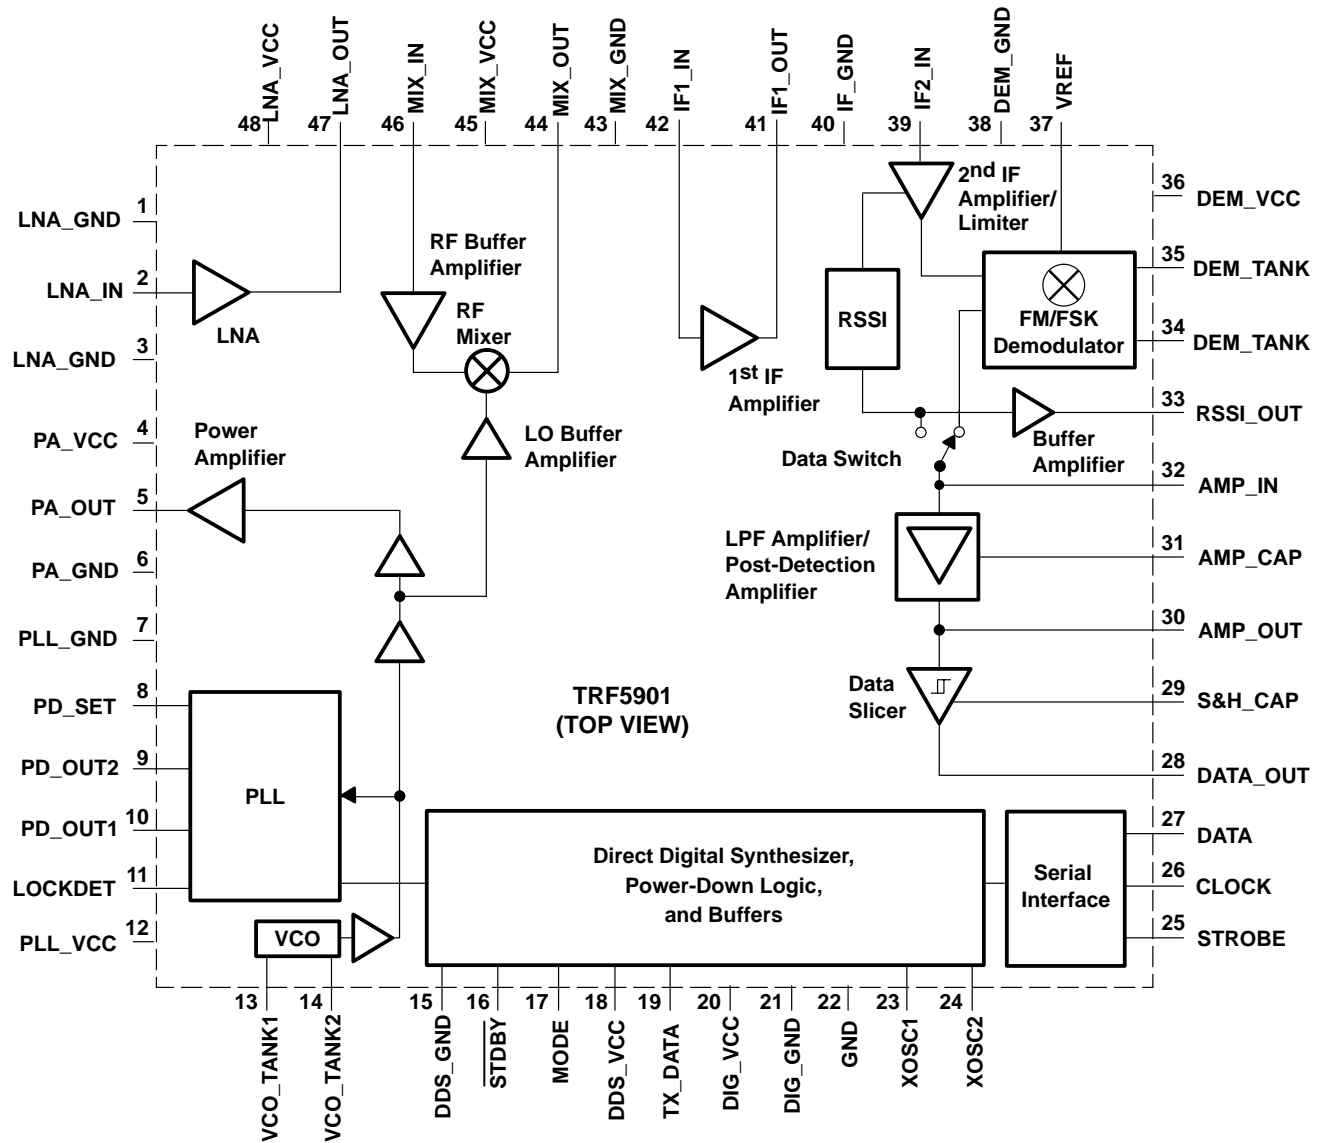 LNA_VCC
LNA_OUT
MIX_IN
MIX_VCC
MIX_OUT
MIX_GND
IF1_IN
IF1_OUT
IF_GND
IF2_IN
DEM_GND
VREF
48
47
46
45
44
43
42
41
40
39
38
37
1
LNA_GND
2
LNA_IN
3
LNA_GND
4
PA_VCC
5
PA_OUT
6
PA_GND
7
PLL_GND
8
PD_SET
9
PD_OUT2
10
PD_OUT1
11
LOCKDET
12
PLL_VCC
LNA
RF Buffer
Amplifier
RF
Mixer
Power
Amplifier
LO Buffer
Amplifier
1st IF
Amplifier
2nd IF
Amplifier/
Limiter
RSSI
FM/FSK
Demodulator
Buffer
Amplifier
Data Switch
LPF Amplifier/
Post-Detection
Amplifier
Data
Slicer
TRF5901
(TOP VIEW)
PLL
VCO
Direct Digital Synthesizer,
Power-Down Logic,
and Buffers
Serial
Interface
36
DEM_VCC
35
DEM_TANK
34
DEM_TANK
33
RSSI_OUT
32
AMP_IN
31
AMP_CAP
30
AMP_OUT
29
S&H_CAP
28
DATA_OUT
27
DATA
26
CLOCK
25
STROBE
13
14
15
16
17
18
19
20
21
22
23
24
VCO_TANK1
VCO_TANK2
DDS_GND
STDBY
MODE
DDS_VCC
TX_DATA
DIG_VCC
DIG_GND
GND
XOSC1
XOSC2